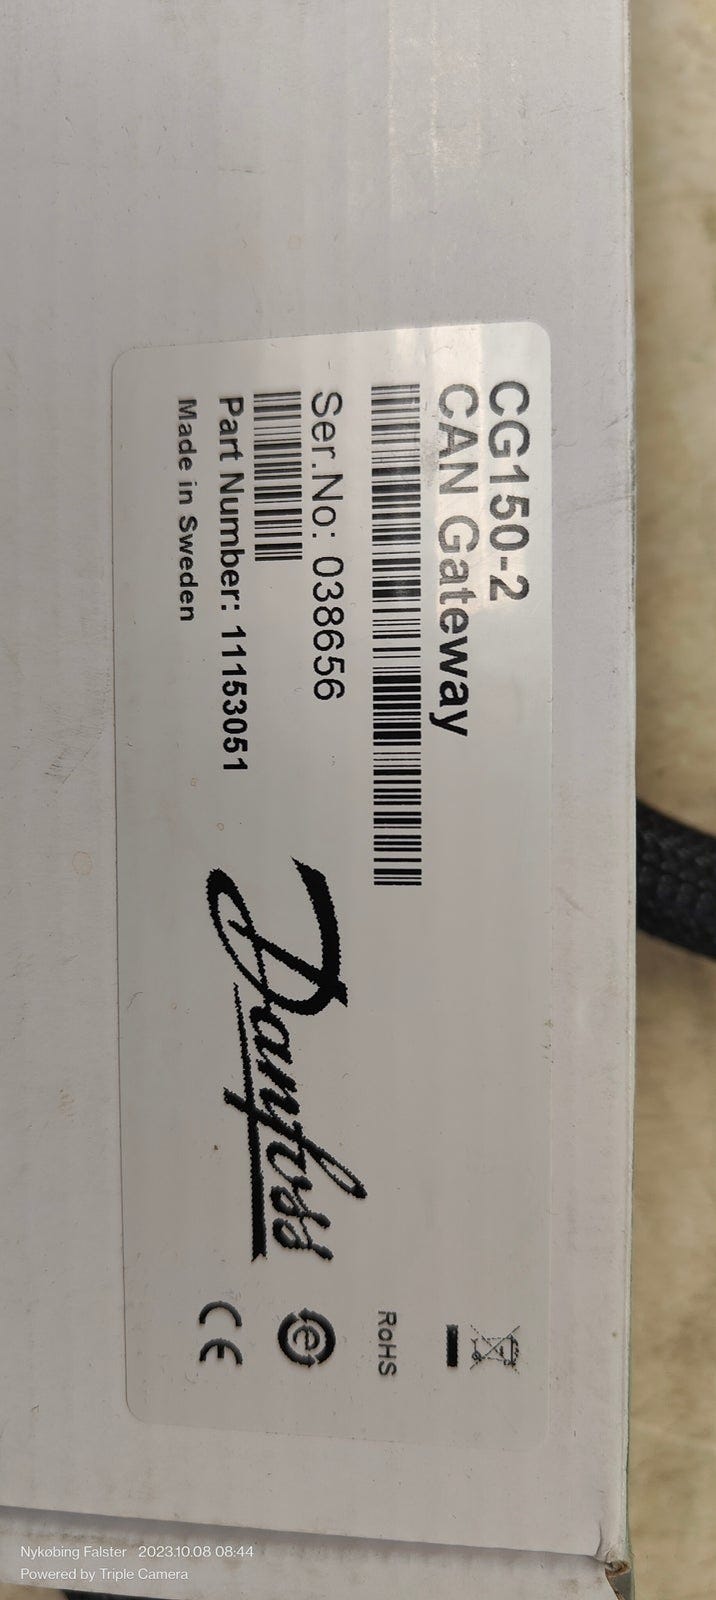 CG150-2
CAN Gateway
Ser.No: 038656
Part Number: 11153051
Made in Sweden
Danfoss
RoHS
e
CE
Nykøbing Falster 2023.10.08 08:44
Powered by Triple Camera